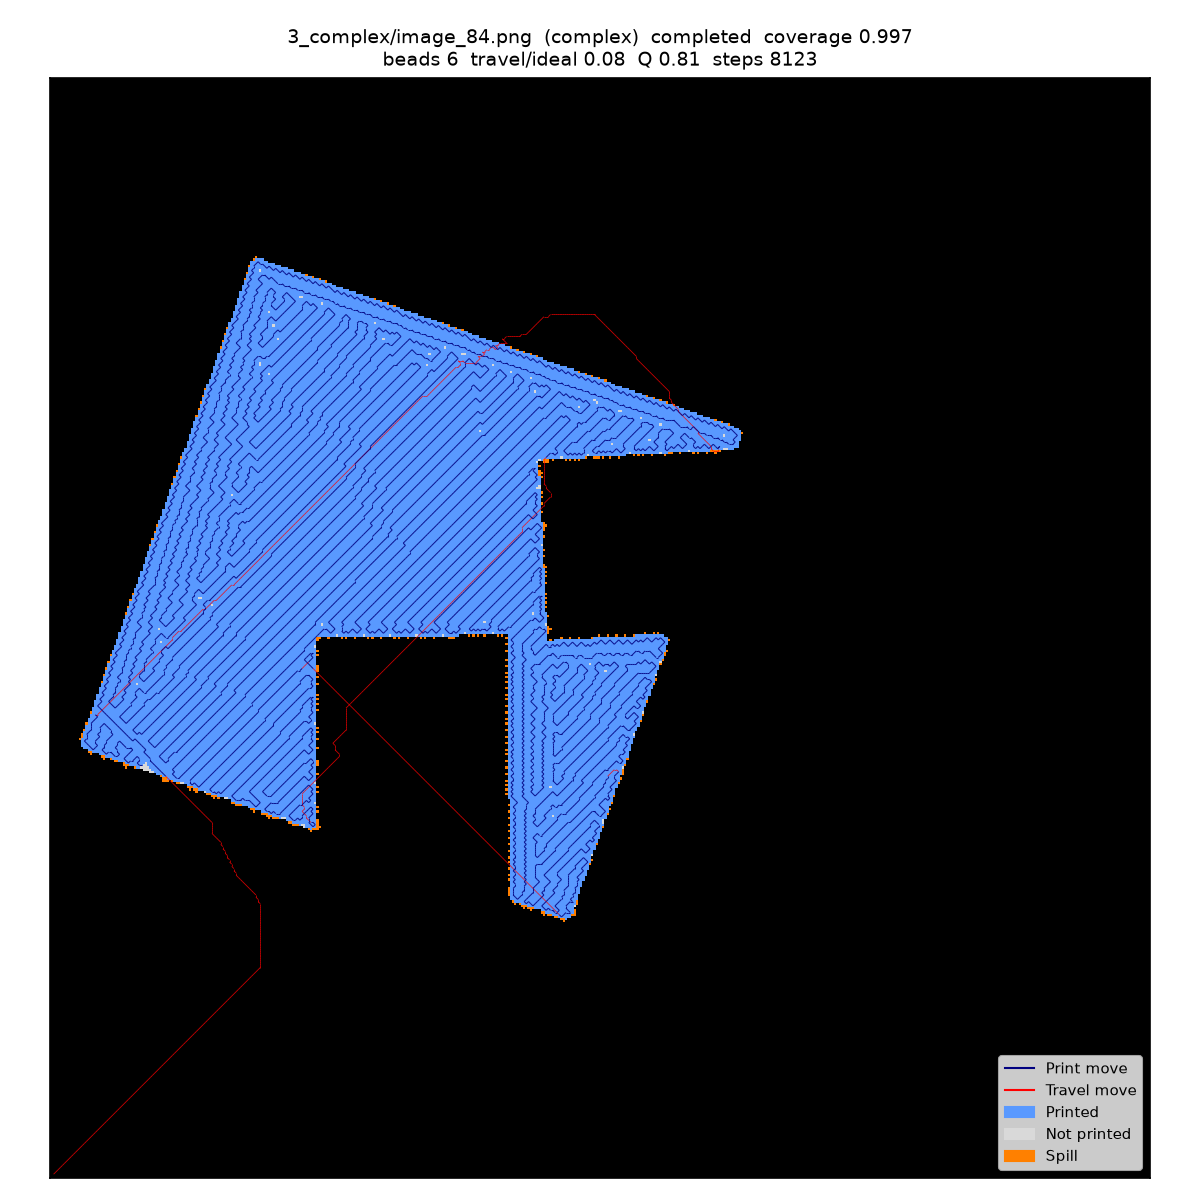 3_complex/image_84.png  (complex)  completed  coverage 0.997
beads 6  travel/ideal 0.08  Q 0.81  steps 8123
Print move
Travel move
Printed
Not printed
Spill